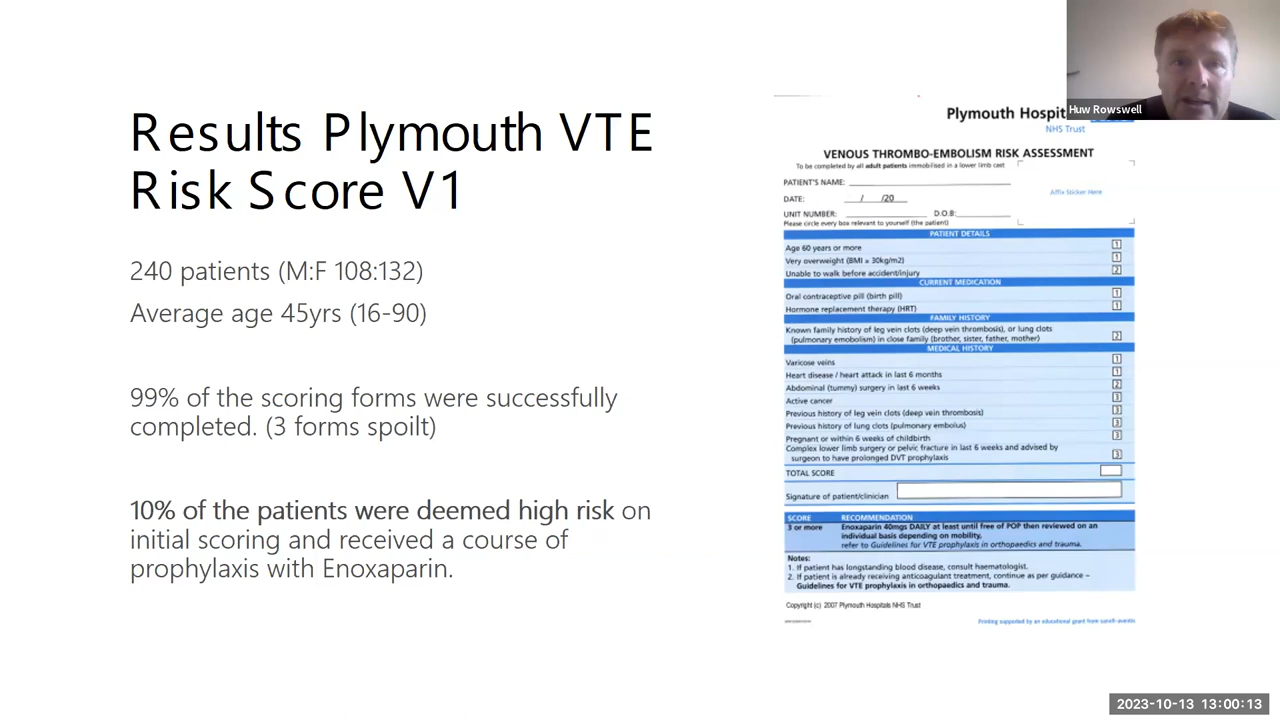 Results Plymouth VTE
Risk Score V1
240 patients (M:F 108:132)
Average age 45yrs (16-90)
99% of the scoring forms were successfully
completed. (3 forms spoilt)
10% of the patients were deemed high risk on
initial scoring and received a course of
prophylaxis with Enoxaparin.
Huw Rowswell
Plymouth Hospit
NHS Trust
VENOUS THROMBO-EMBOLISM RISK ASSESSMENT
To be completed by all adult patients immobilised in a lower limb cast
PATIENT'S NAME:
Affix Sticker Here
DATE: / /20
UNIT NUMBER: D.O.B:
Please circle every box relevant to yourself (the patient)
PATIENT DETAILS
Age 60 years or more 1
Very overweight (BMI ≥ 30kg/m2) 1
Unable to walk before accident/injury 2
CURRENT MEDICATION
Oral contraceptive pill (birth pill) 1
Hormone replacement therapy (HRT) 1
FAMILY HISTORY
Known family history of leg vein clots (deep vein thrombosis), or lung clots
(pulmonary emobolism) in close family (brother, sister, father, mother) 2
MEDICAL HISTORY
Varicose veins 1
Heart disease / heart attack in last 6 months 1
Abdominal (tummy) surgery in last 6 weeks 2
Active cancer 3
Previous history of leg vein clots (deep vein thrombosis) 3
Previous history of lung clots (pulmonary embolus) 3
Pregnant or within 6 weeks of childbirth 3
Complex lower limb surgery or pelvic fracture in last 6 weeks and advised by
surgeon to have prolonged DVT prophylaxis 3
TOTAL SCORE
Signature of patient/clinician
SCORE RECOMMENDATION
3 or more Enoxaparin 40mgs DAILY at least until free of POP then reviewed on an
individual basis depending on mobility.
refer to Guidelines for VTE prophylaxis in orthopaedics and trauma.
Notes:
1. If patient has longstanding blood disease, consult haematologist.
2. If patient is already receiving anticoagulant treatment, continue as per guidance –
Guidelines for VTE prophylaxis in orthopaedics and trauma.
Copyright (c) 2007 Plymouth Hospitals NHS Trust
Printing supported by an educational grant from sanofi-aventis
2023-10-13 13:00:13